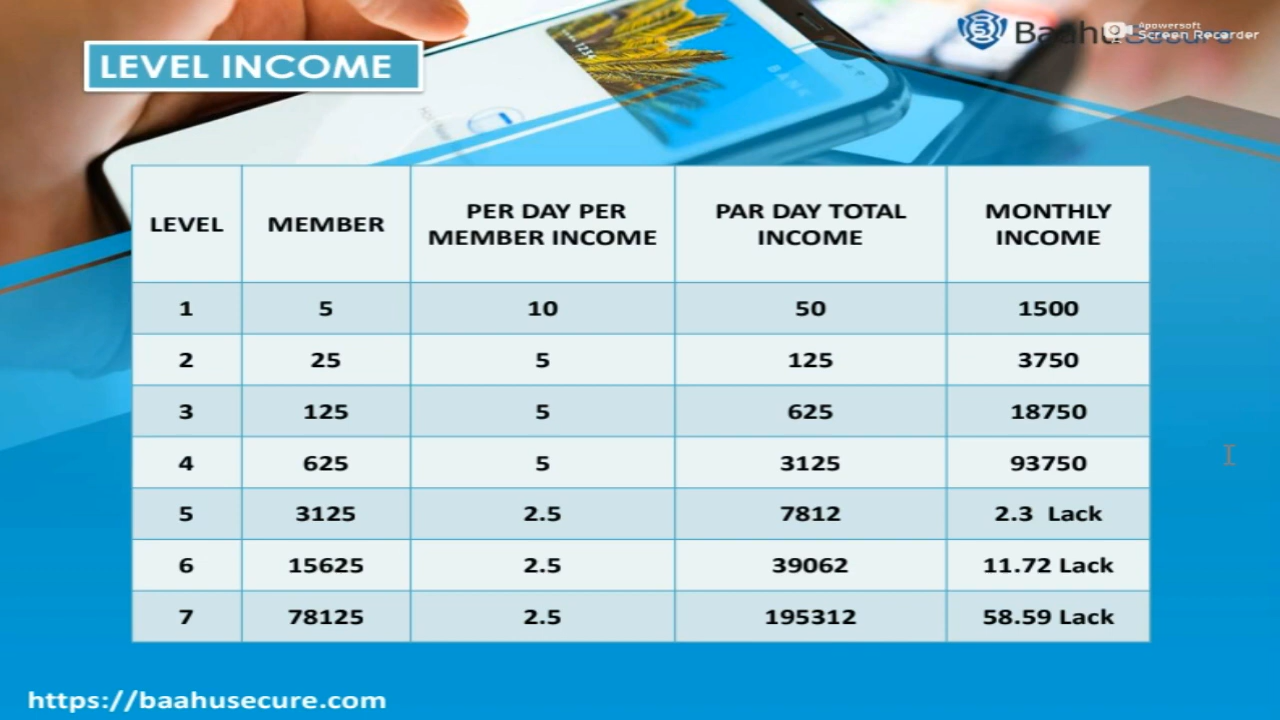 LEVEL INCOME
BaahuSecure
Apowersoft
Screen Recorder
1234
BANK
LEVEL MEMBER PER DAY PER MEMBER INCOME PAR DAY TOTAL INCOME MONTHLY INCOME
1 5 10 50 1500
2 25 5 125 3750
3 125 5 625 18750
4 625 5 3125 93750
5 3125 2.5 7812 2.3 Lack
6 15625 2.5 39062 11.72 Lack
7 78125 2.5 195312 58.59 Lack
https://baahusecure.com